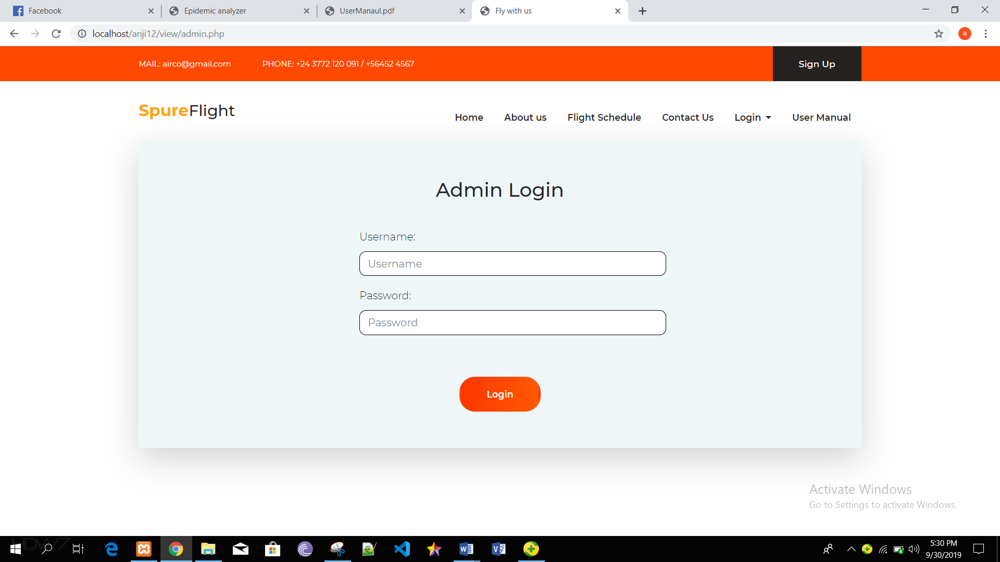 Facebook
Epidemic analyzer
UserManaul.pdf
Fly with us
localhost/anji12/view/admin.php
a
MAIL: airco@gmail.com
PHONE: +24 3772 120 091 / +56452 4567
Sign Up
SpureFlight
Home
About us
Flight Schedule
Contact Us
Login
User Manual
Admin Login
Username:
Username
Password:
Password
Login
Activate Windows
Go to Settings to activate Windows.
HDW7
5:30 PM
9/30/2019